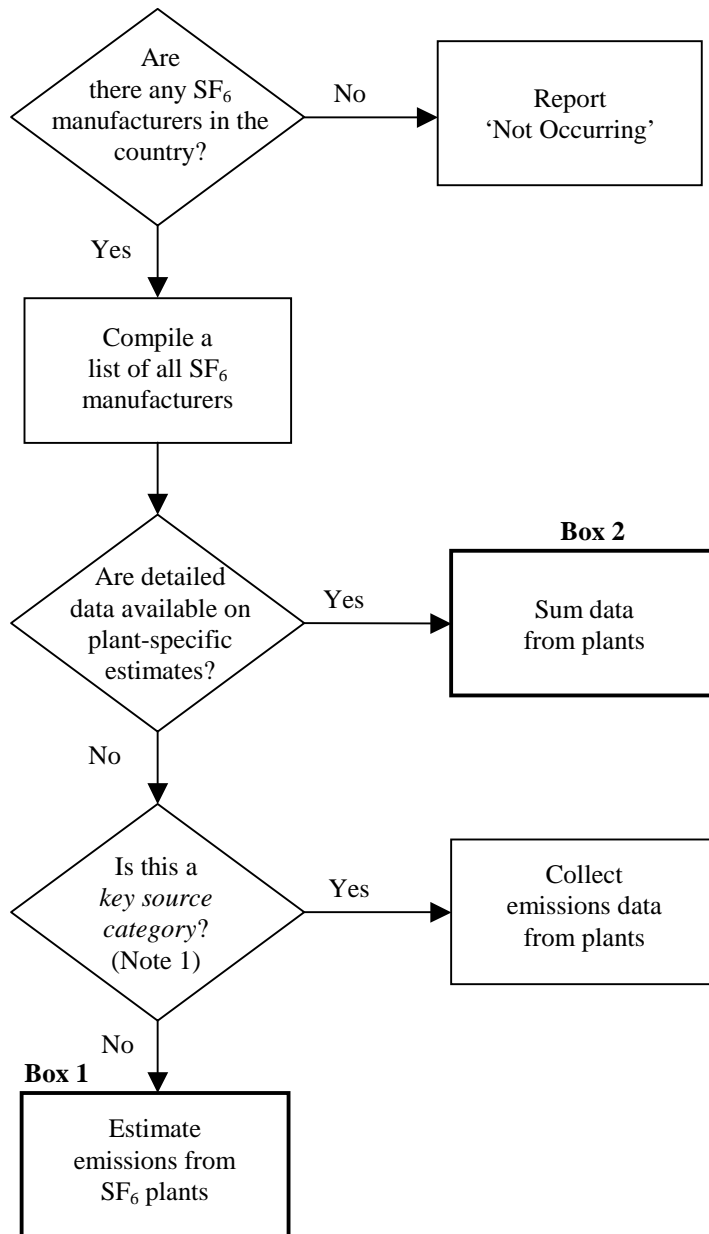 Are
there any SF₆
manufacturers in the
country?
No
Report
‘Not Occurring’
Yes
Compile a
list of all SF₆
manufacturers
Are detailed
data available on
plant-specific
estimates?
Yes
Box 2
Sum data
from plants
No
Is this a
key source
category?
(Note 1)
Yes
Collect
emissions data
from plants
No
Box 1
Estimate
emissions from
SF₆ plants